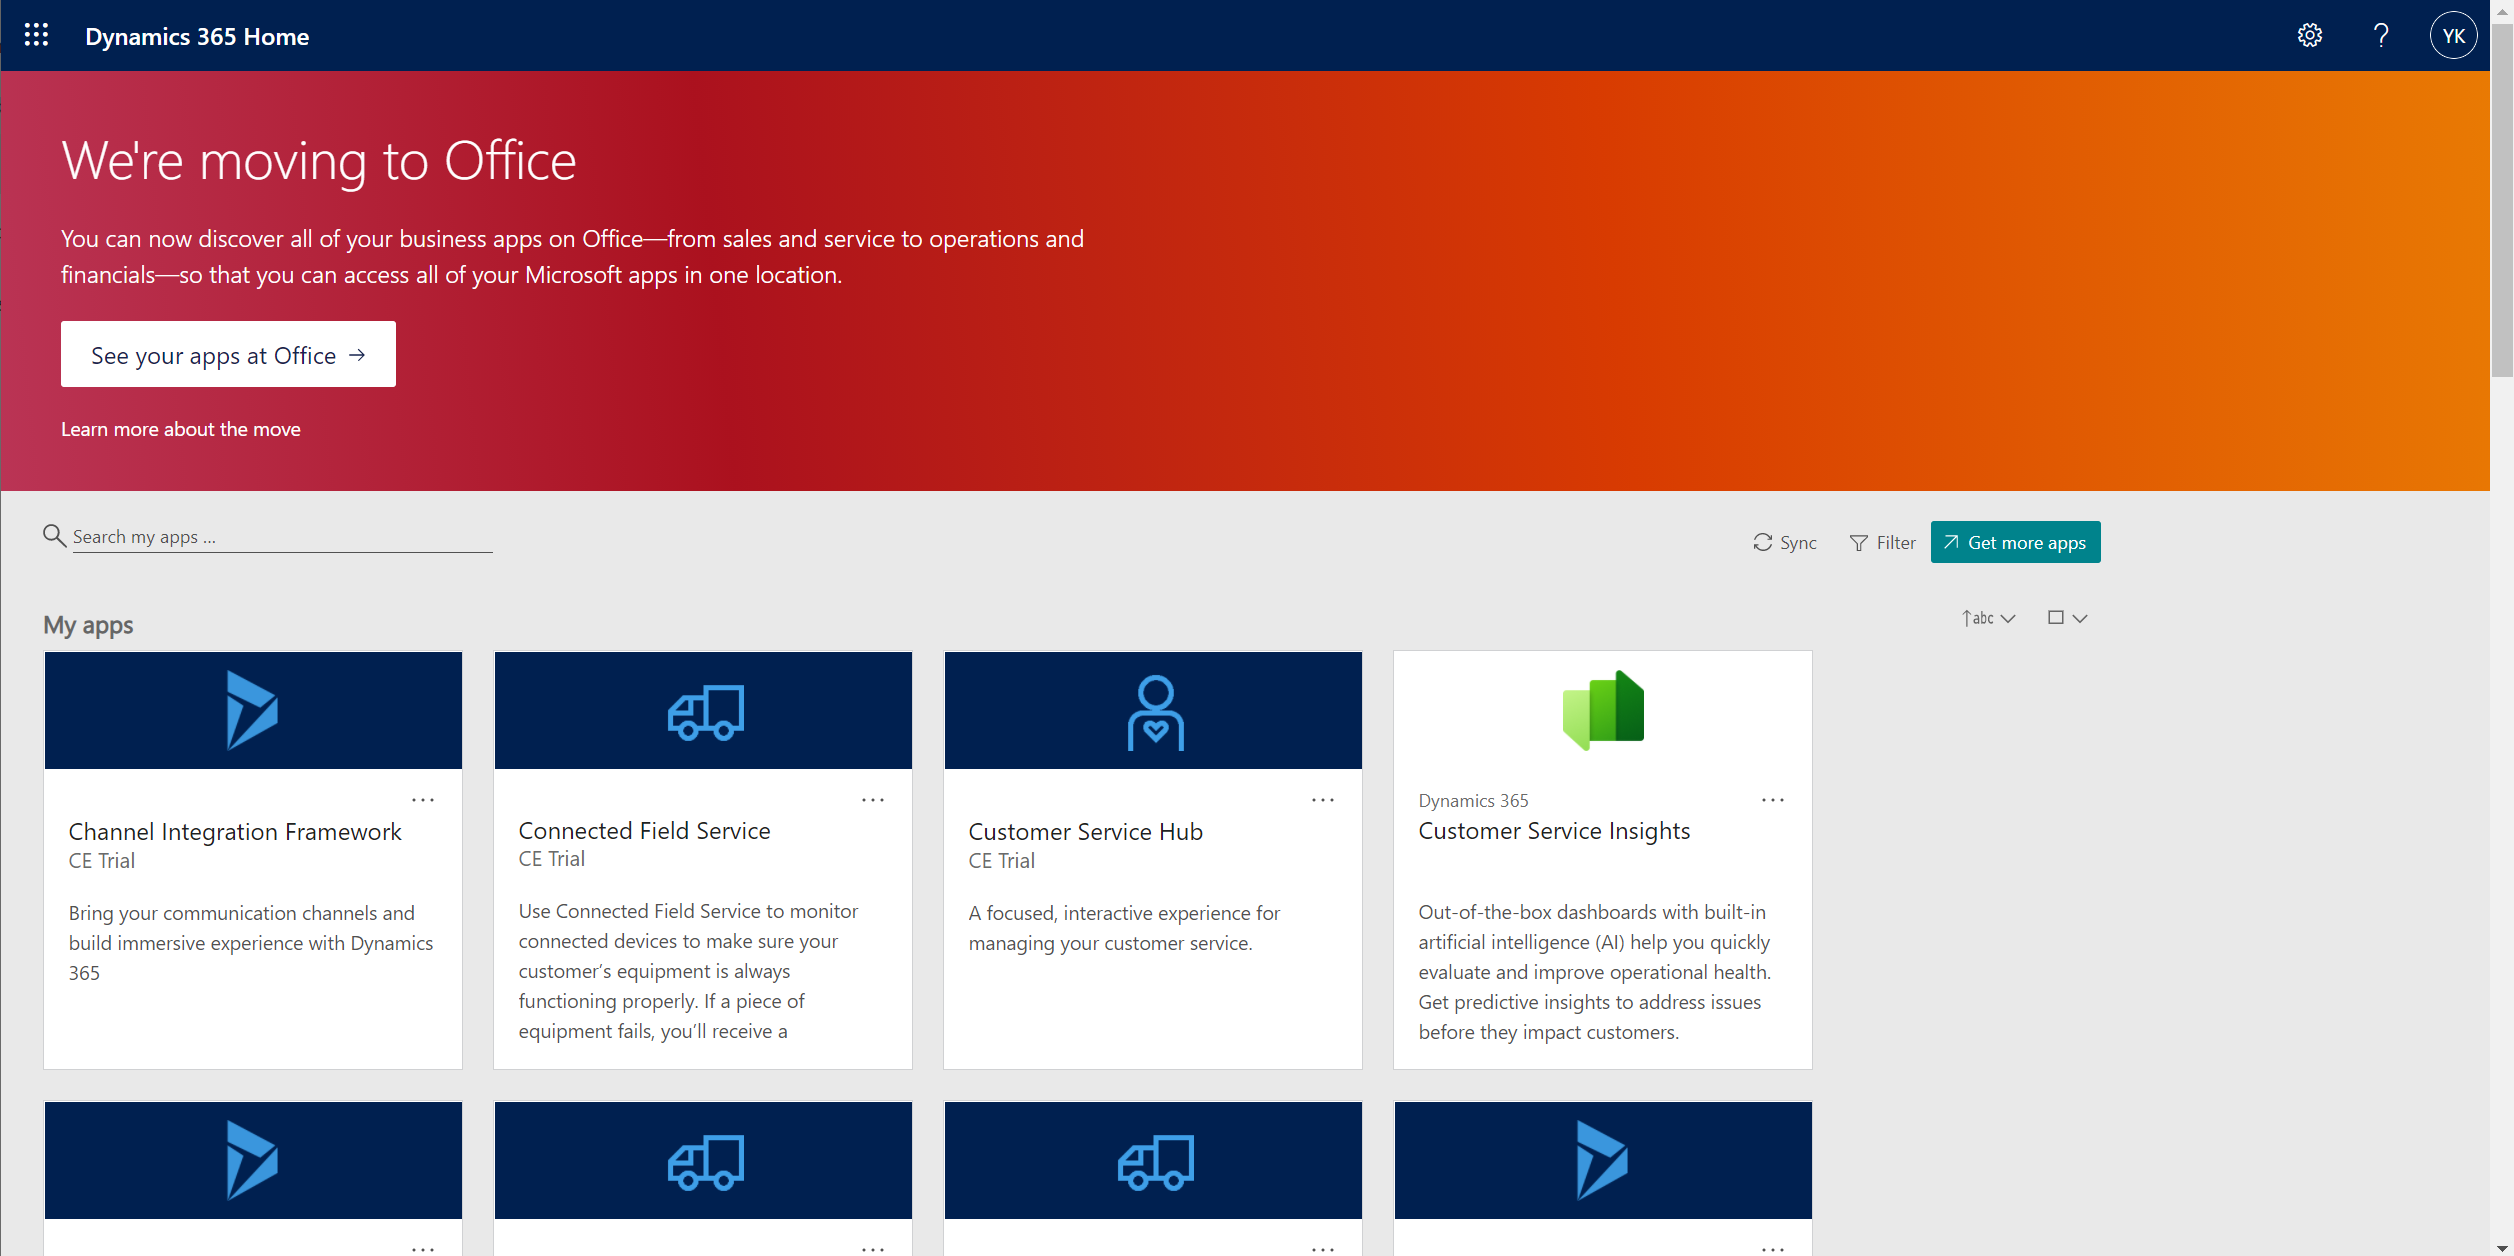 Dynamics 365 Home
YK
We're moving to Office
You can now discover all of your business apps on Office—from sales and service to operations and
financials—so that you can access all of your Microsoft apps in one location.
See your apps at Office →
Learn more about the move
Search my apps ...
Sync
Filter
Get more apps
My apps
↑abc
Channel Integration Framework
CE Trial
Bring your communication channels and
build immersive experience with Dynamics
365
Connected Field Service
CE Trial
Use Connected Field Service to monitor
connected devices to make sure your
customer’s equipment is always
functioning properly. If a piece of
equipment fails, you’ll receive a
Customer Service Hub
CE Trial
A focused, interactive experience for
managing your customer service.
Dynamics 365
Customer Service Insights
Out-of-the-box dashboards with built-in
artificial intelligence (AI) help you quickly
evaluate and improve operational health.
Get predictive insights to address issues
before they impact customers.